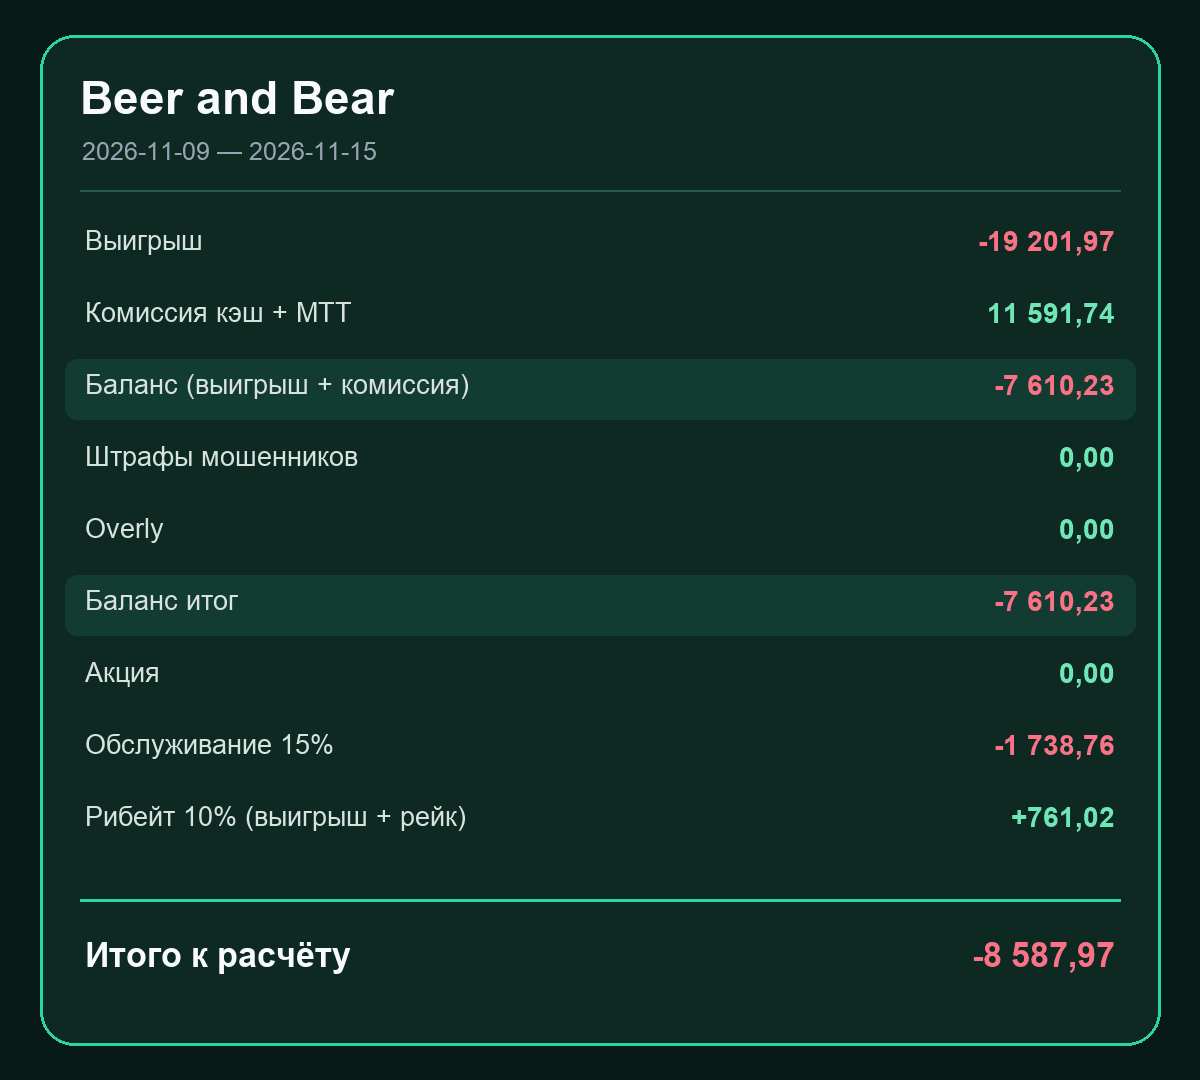 Beer and Bear
2026-11-09 — 2026-11-15
Выигрыш -19 201,97
Комиссия кэш + МТТ 11 591,74
Баланс (выигрыш + комиссия) -7 610,23
Штрафы мошенников 0,00
Overly 0,00
Баланс итог -7 610,23
Акция 0,00
Обслуживание 15% -1 738,76
Рибейт 10% (выигрыш + рейк) +761,02
Итого к расчёту -8 587,97